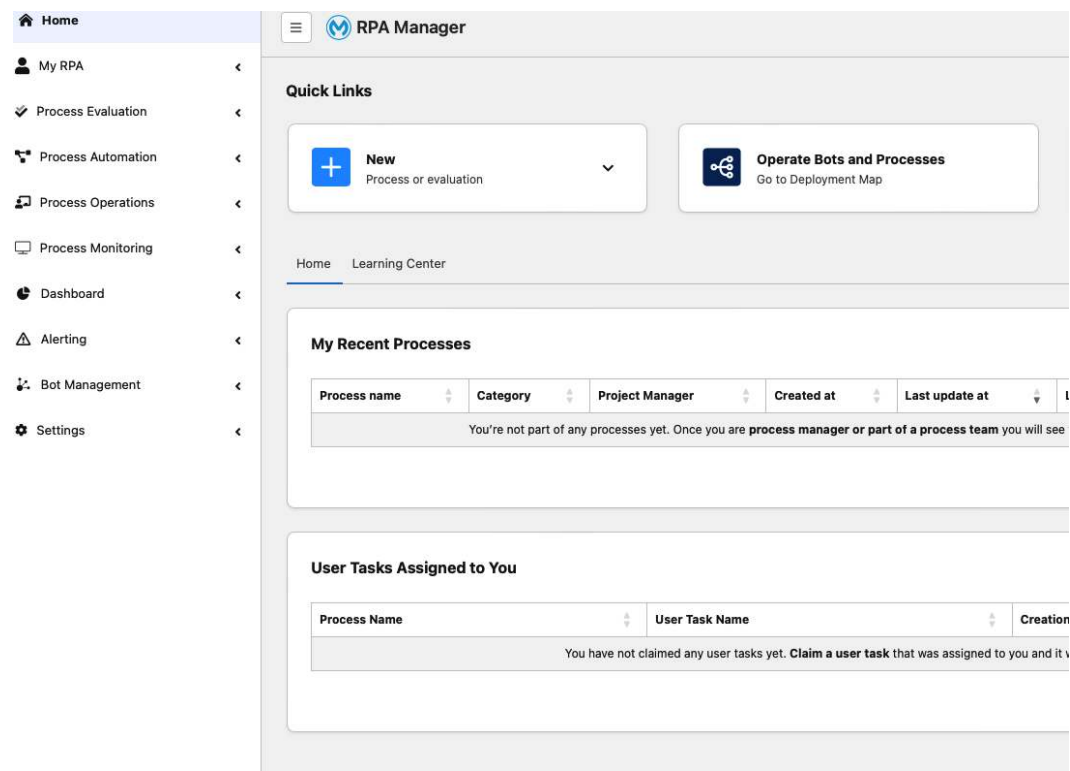 Home
RPA Manager
My RPA
Process Evaluation
Process Automation
Process Operations
Process Monitoring
Dashboard
Alerting
Bot Management
Settings
Quick Links
New
Process or evaluation
Operate Bots and Processes
Go to Deployment Map
Home Learning Center
My Recent Processes
Process name Category Project Manager Created at Last update at L
You're not part of any processes yet. Once you are process manager or part of a process team you will see
User Tasks Assigned to You
Process Name User Task Name Creation
You have not claimed any user tasks yet. Claim a user task that was assigned to you and it